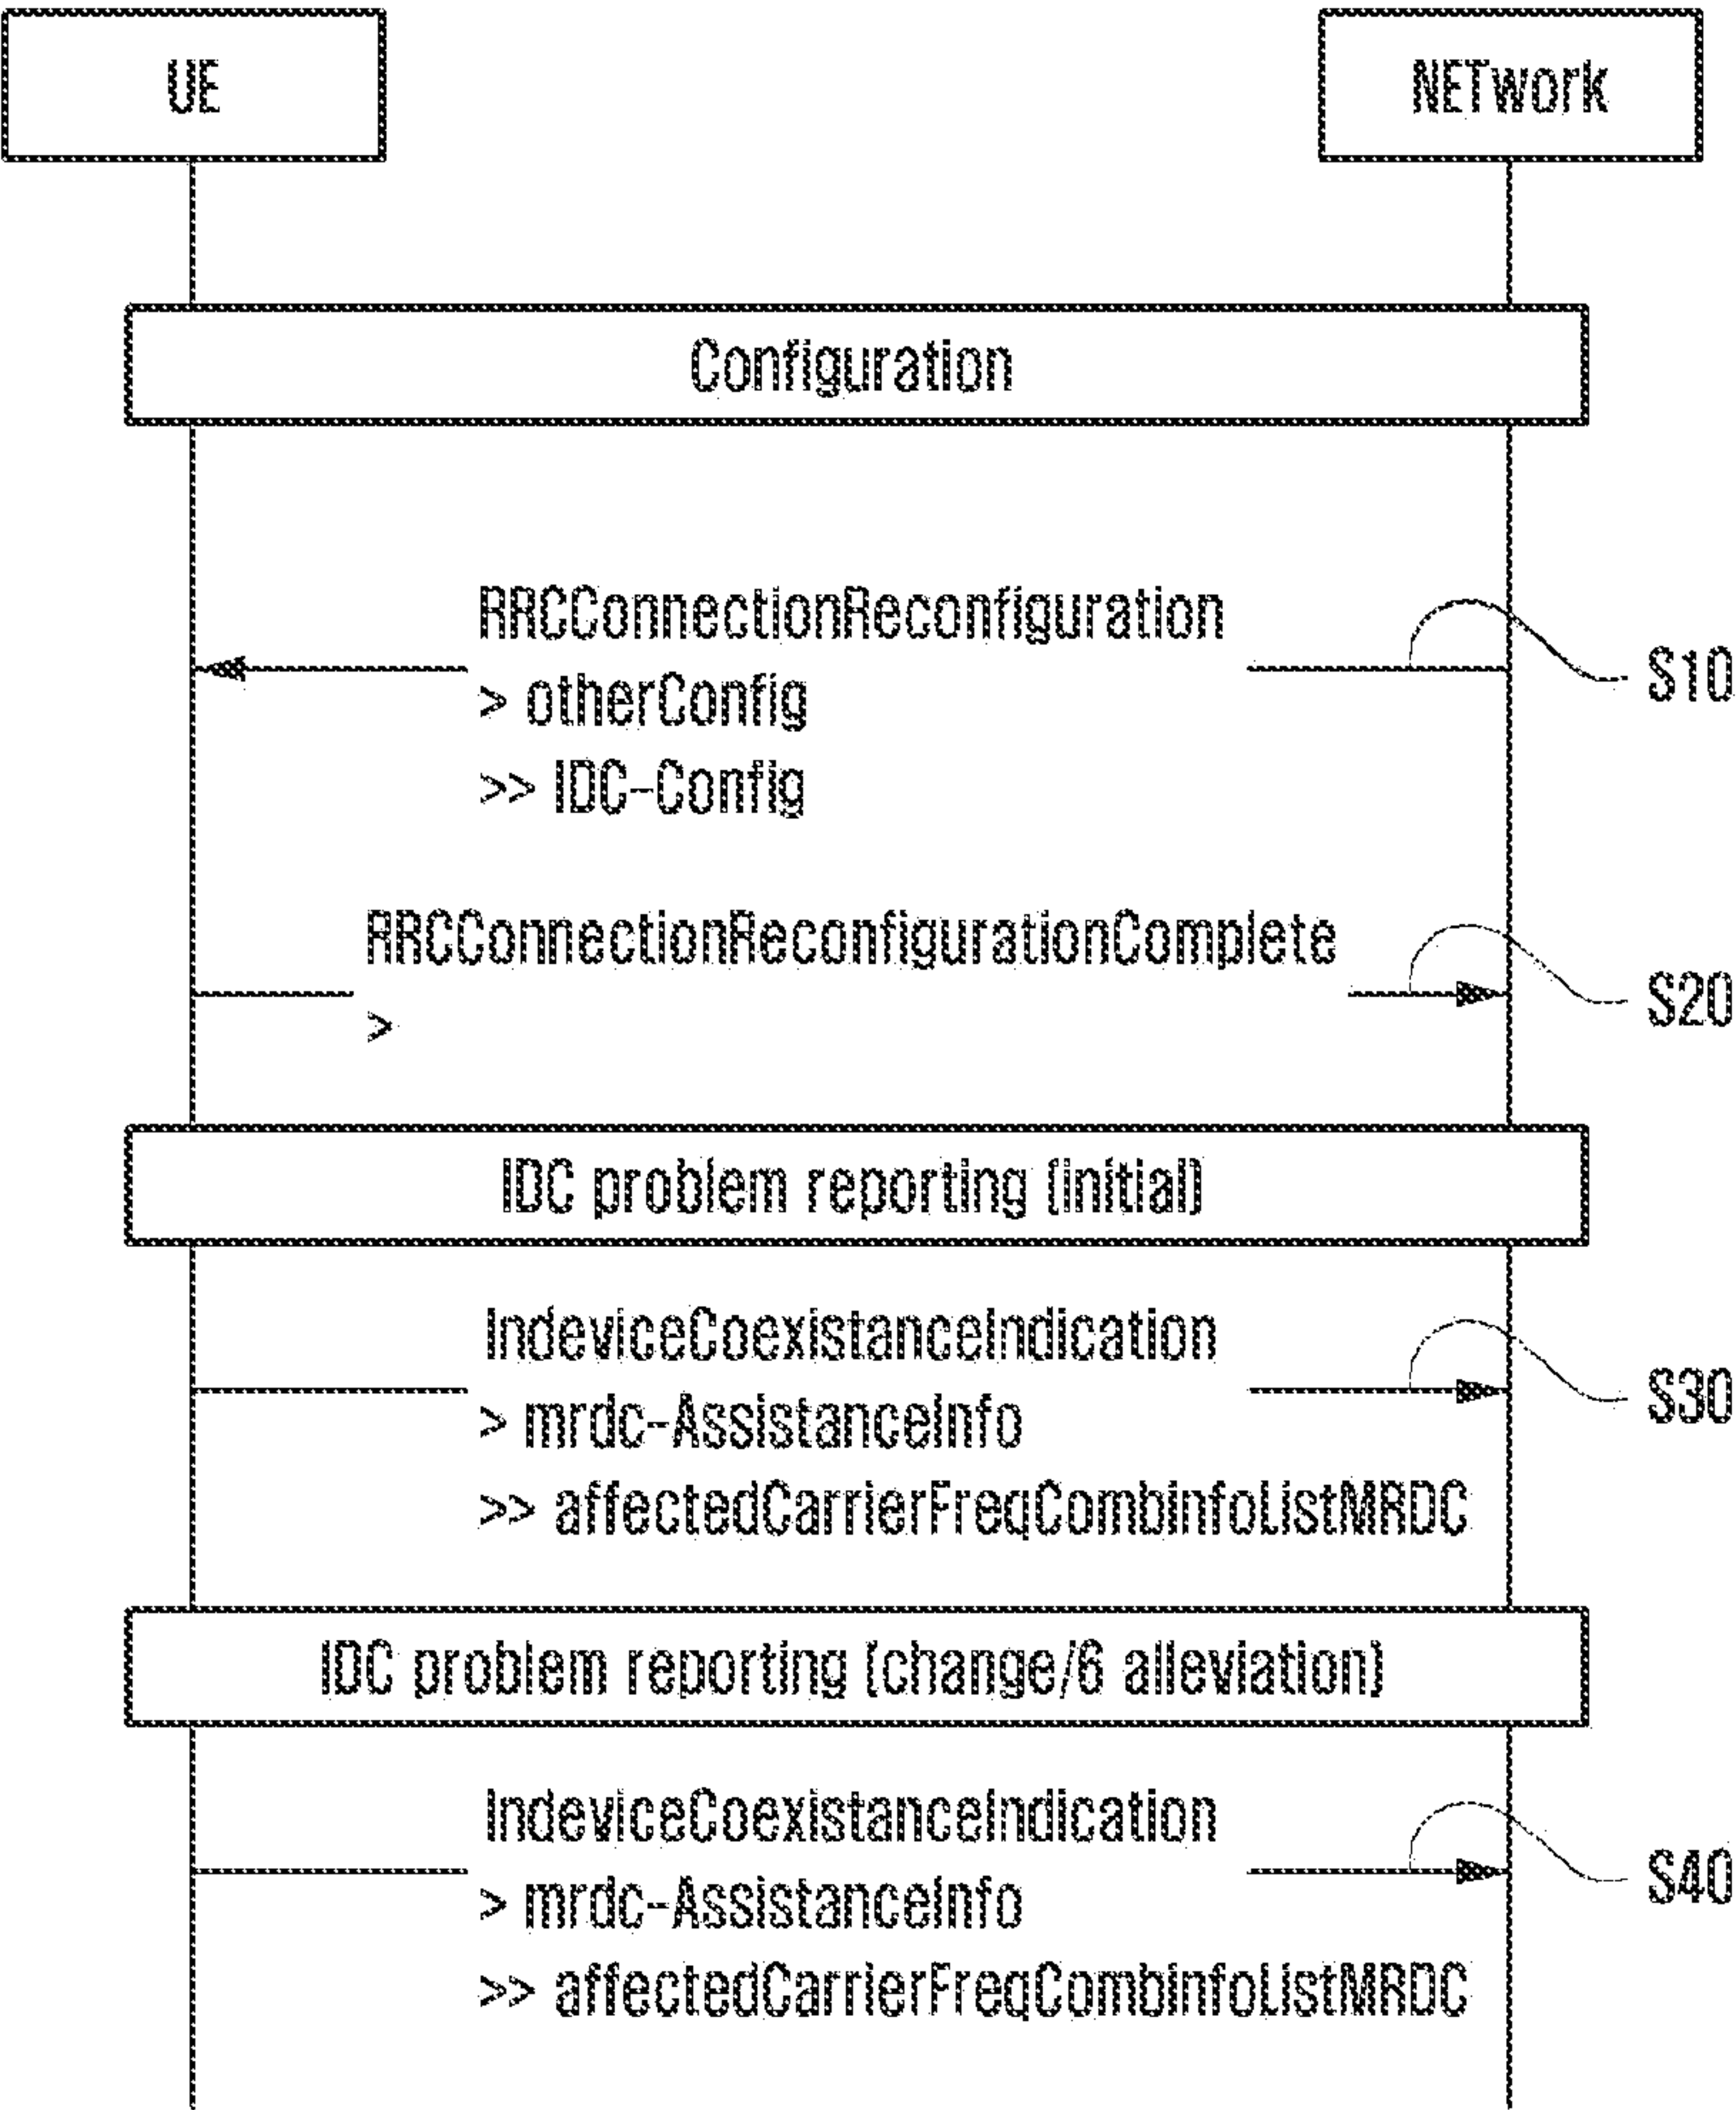 UE
NETwork
Configuration
RRCConnectionReconfiguration
> otherConfig
>> IDC-Config
S10
RRCConnectionReconfigurationComplete
>
S20
IDC problem reporting (initial)
IndeviceCoexistanceIndication
> mrdc-AssistanceInfo
>> affectedCarrierFreqCombinfoListMRDC
S30
IDC problem reporting (change/6 alleviation)
IndeviceCoexistanceIndication
> mrdc-AssistanceInfo
>> affectedCarrierFreqCombinfoListMRDC
S40